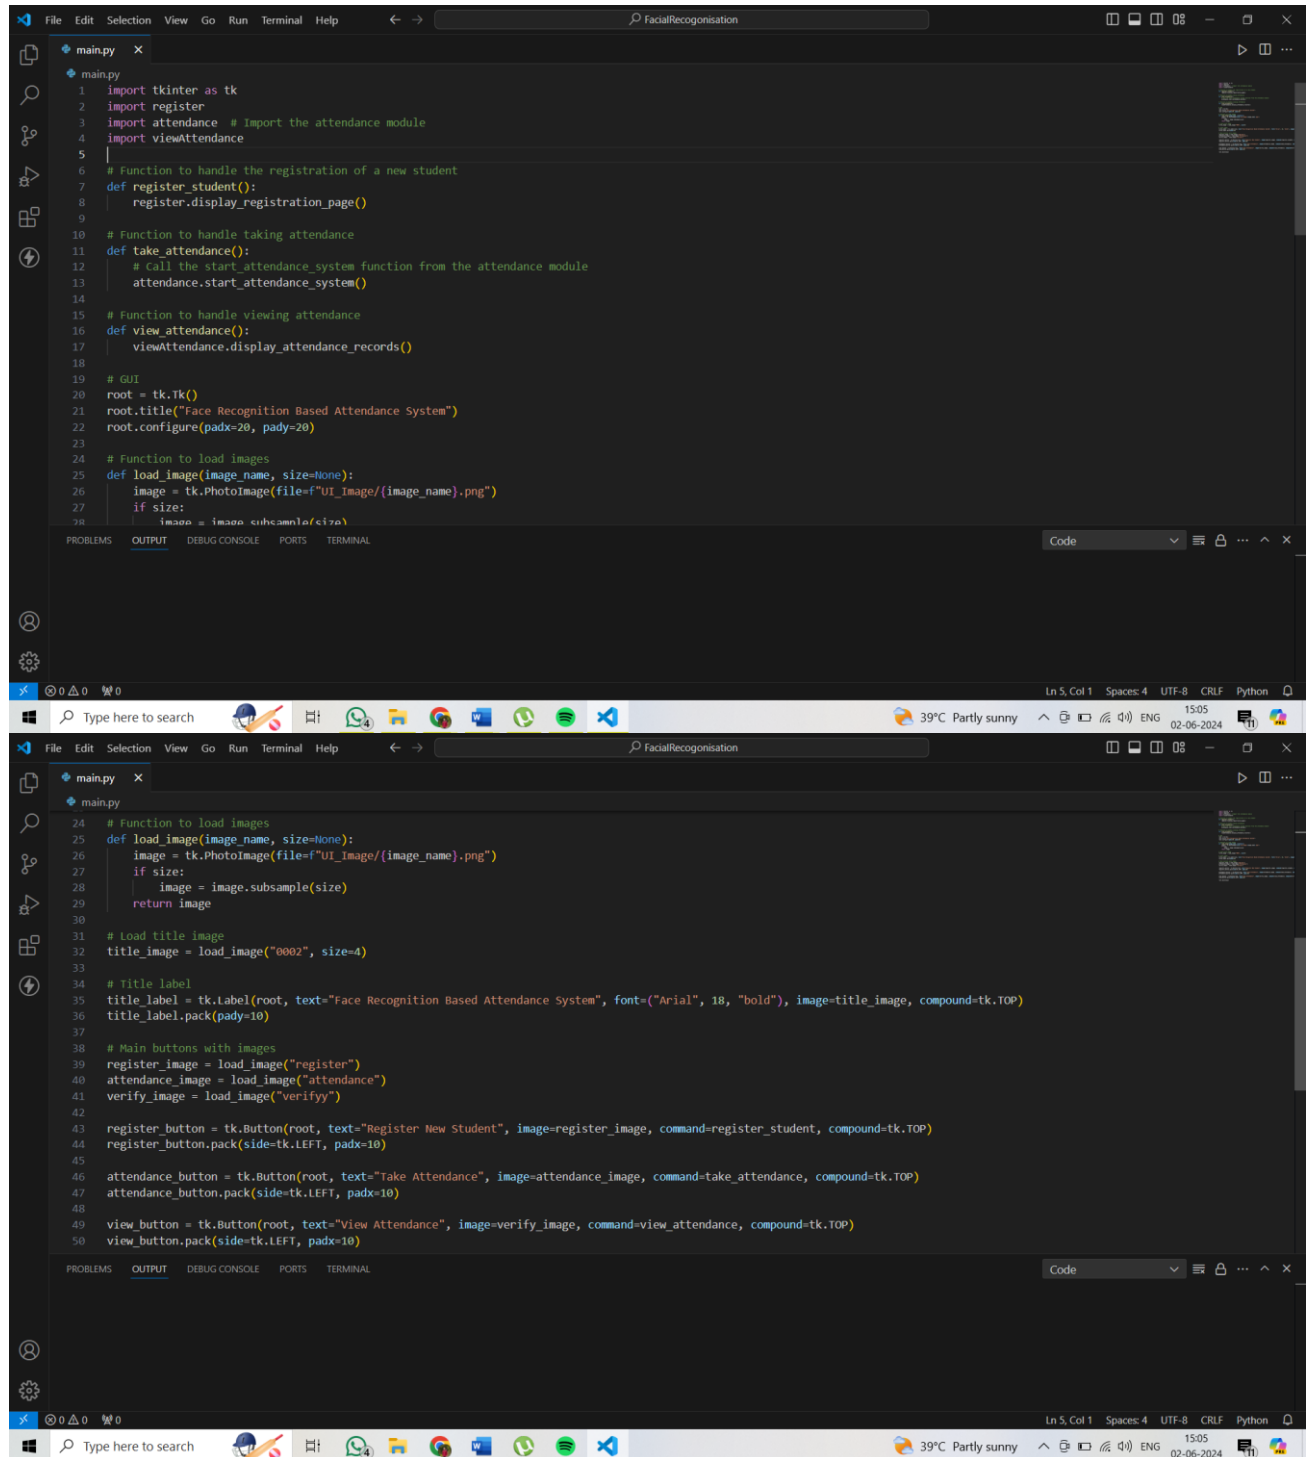 File Edit Selection View Go Run Terminal Help FacialRecogonisation
main.py
main.py
1 import tkinter as tk
2 import register
3 import attendance # Import the attendance module
4 import viewAttendance
5
6 # Function to handle the registration of a new student
7 def register_student():
8 register.display_registration_page()
9
10 # Function to handle taking attendance
11 def take_attendance():
12 # Call the start_attendance_system function from the attendance module
13 attendance.start_attendance_system()
14
15 # Function to handle viewing attendance
16 def view_attendance():
17 viewAttendance.display_attendance_records()
18
19 # GUI
20 root = tk.Tk()
21 root.title("Face Recognition Based Attendance System")
22 root.configure(padx=20, pady=20)
23
24 # Function to load images
25 def load_image(image_name, size=None):
26 image = tk.PhotoImage(file=f"UI_Image/{image_name}.png")
27 if size:
28 image = image.subsample(size)
PROBLEMS OUTPUT DEBUG CONSOLE PORTS TERMINAL Code
0 0 0 Ln 5, Col 1 Spaces: 4 UTF-8 CRLF Python
Type here to search 4 39°C Partly sunny ENG 15:05 02-06-2024 11
File Edit Selection View Go Run Terminal Help FacialRecogonisation
main.py
main.py
24 # Function to load images
25 def load_image(image_name, size=None):
26 image = tk.PhotoImage(file=f"UI_Image/{image_name}.png")
27 if size:
28 image = image.subsample(size)
29 return image
30
31 # Load title image
32 title_image = load_image("0002", size=4)
33
34 # Title label
35 title_label = tk.Label(root, text="Face Recognition Based Attendance System", font=("Arial", 18, "bold"), image=title_image, compound=tk.TOP)
36 title_label.pack(pady=10)
37
38 # Main buttons with images
39 register_image = load_image("register")
40 attendance_image = load_image("attendance")
41 verify_image = load_image("verifyy")
42
43 register_button = tk.Button(root, text="Register New Student", image=register_image, command=register_student, compound=tk.TOP)
44 register_button.pack(side=tk.LEFT, padx=10)
45
46 attendance_button = tk.Button(root, text="Take Attendance", image=attendance_image, command=take_attendance, compound=tk.TOP)
47 attendance_button.pack(side=tk.LEFT, padx=10)
48
49 view_button = tk.Button(root, text="View Attendance", image=verify_image, command=view_attendance, compound=tk.TOP)
50 view_button.pack(side=tk.LEFT, padx=10)
PROBLEMS OUTPUT DEBUG CONSOLE PORTS TERMINAL Code
0 0 0 Ln 5, Col 1 Spaces: 4 UTF-8 CRLF Python
Type here to search 4 39°C Partly sunny ENG 15:05 02-06-2024 11